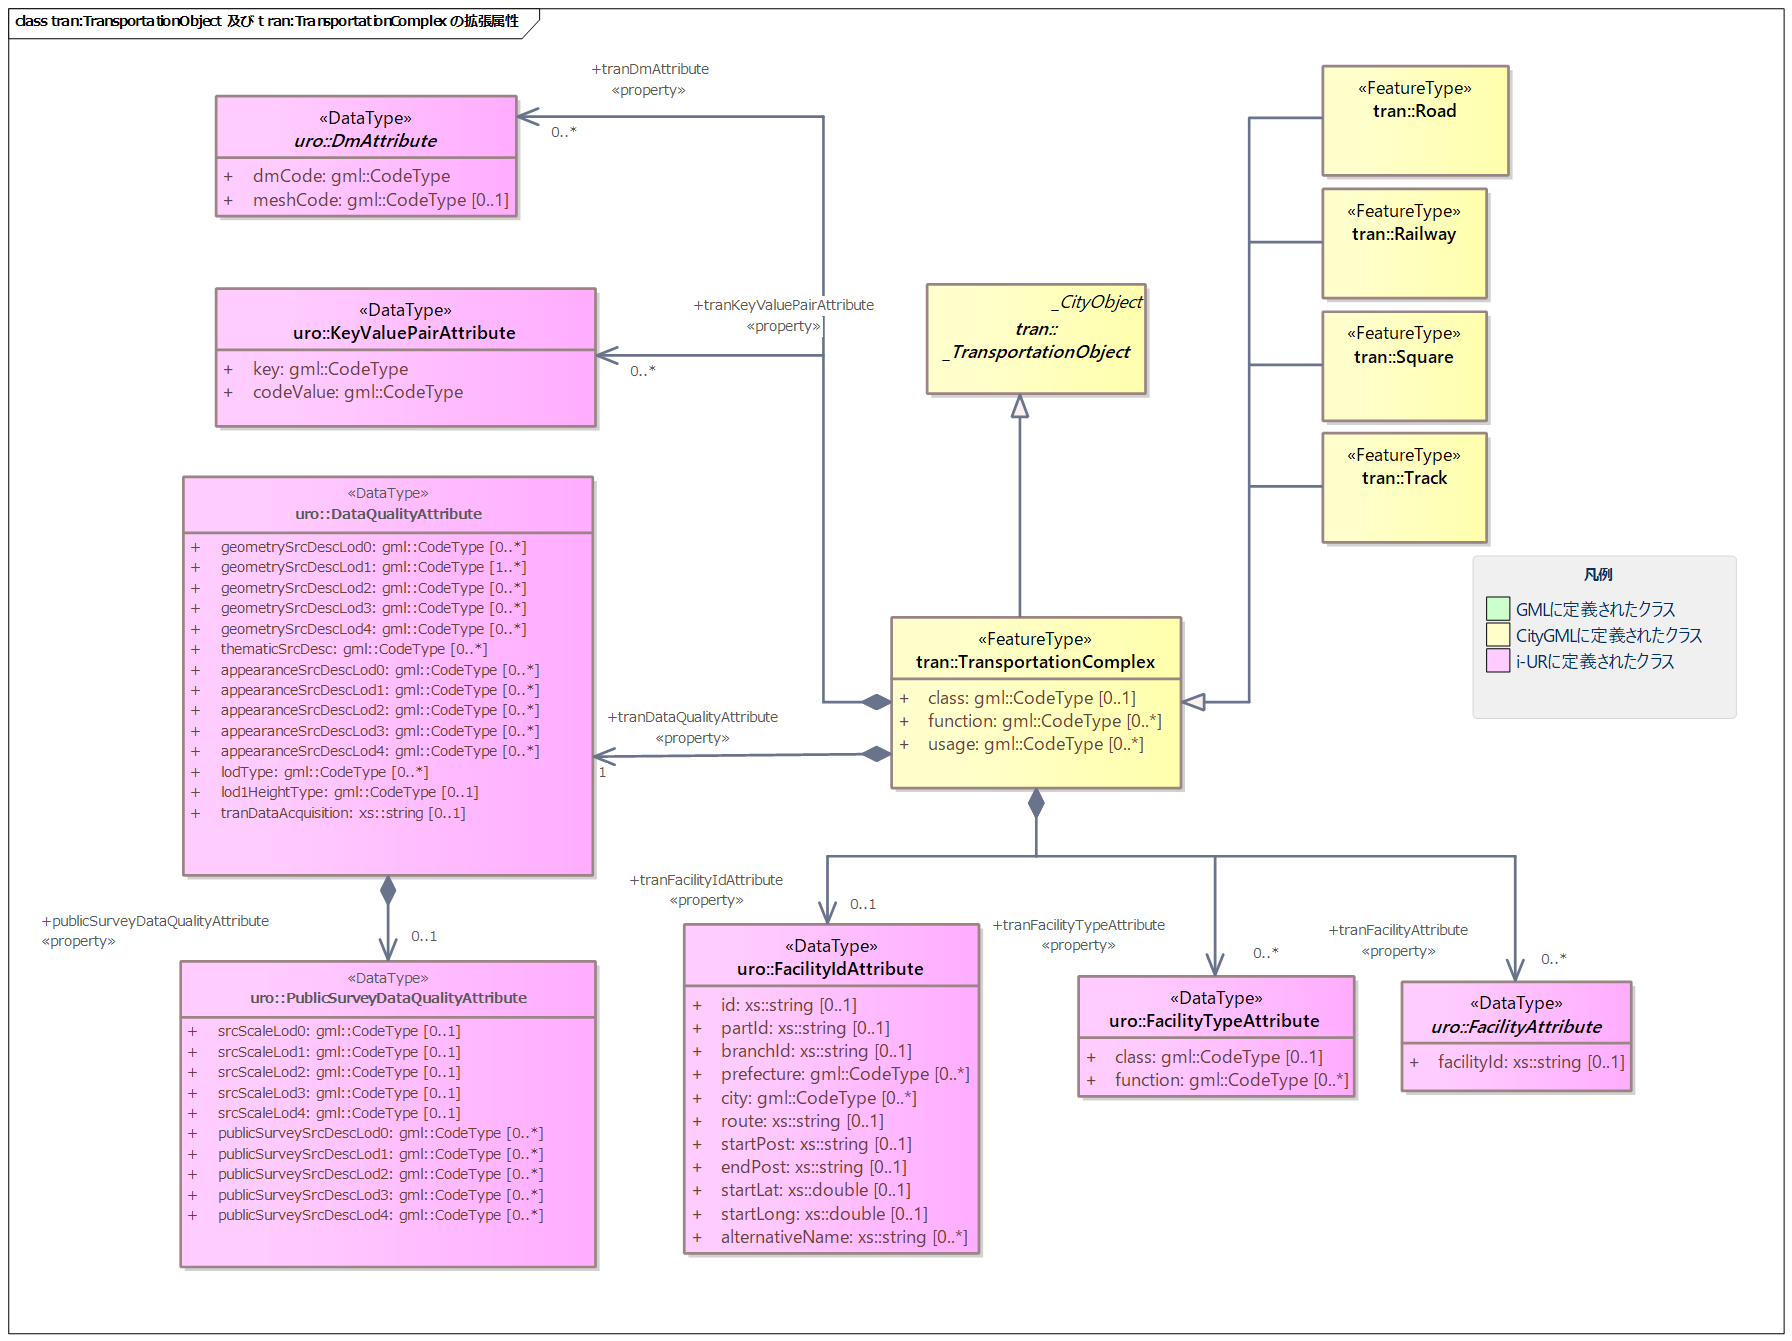 class tran:TransportationObject 及び t ran:TransportationComplex の拡張属性
+tranDmAttribute
«property»
0..*
«DataType»
uro::DmAttribute
+ dmCode: gml::CodeType
+ meshCode: gml::CodeType [0..1]
«DataType»
uro::KeyValuePairAttribute
+ key: gml::CodeType
+ codeValue: gml::CodeType
+tranKeyValuePairAttribute
«property»
0..*
_CityObject
tran::
_TransportationObject
«FeatureType»
tran::Road
«FeatureType»
tran::Railway
«FeatureType»
tran::Square
«FeatureType»
tran::Track
凡例
GMLに定義されたクラス
CityGMLに定義されたクラス
i-URに定義されたクラス
«DataType»
uro::DataQualityAttribute
+ geometrySrcDescLod0: gml::CodeType [0..*]
+ geometrySrcDescLod1: gml::CodeType [1..*]
+ geometrySrcDescLod2: gml::CodeType [0..*]
+ geometrySrcDescLod3: gml::CodeType [0..*]
+ geometrySrcDescLod4: gml::CodeType [0..*]
+ thematicSrcDesc: gml::CodeType [0..*]
+ appearanceSrcDescLod0: gml::CodeType [0..*]
+ appearanceSrcDescLod1: gml::CodeType [0..*]
+ appearanceSrcDescLod2: gml::CodeType [0..*]
+ appearanceSrcDescLod3: gml::CodeType [0..*]
+ appearanceSrcDescLod4: gml::CodeType [0..*]
+ lodType: gml::CodeType [0..*]
+ lod1HeightType: gml::CodeType [0..1]
+ tranDataAcquisition: xs::string [0..1]
+tranDataQualityAttribute
«property»
1
«FeatureType»
tran::TransportationComplex
+ class: gml::CodeType [0..1]
+ function: gml::CodeType [0..*]
+ usage: gml::CodeType [0..*]
+publicSurveyDataQualityAttribute
«property»
0..1
«DataType»
uro::PublicSurveyDataQualityAttribute
+ srcScaleLod0: gml::CodeType [0..1]
+ srcScaleLod1: gml::CodeType [0..1]
+ srcScaleLod2: gml::CodeType [0..1]
+ srcScaleLod3: gml::CodeType [0..1]
+ srcScaleLod4: gml::CodeType [0..1]
+ publicSurveySrcDescLod0: gml::CodeType [0..*]
+ publicSurveySrcDescLod1: gml::CodeType [0..*]
+ publicSurveySrcDescLod2: gml::CodeType [0..*]
+ publicSurveySrcDescLod3: gml::CodeType [0..*]
+ publicSurveySrcDescLod4: gml::CodeType [0..*]
+tranFacilityIdAttribute
«property»
0..1
«DataType»
uro::FacilityIdAttribute
+ id: xs::string [0..1]
+ partId: xs::string [0..1]
+ branchId: xs::string [0..1]
+ prefecture: gml::CodeType [0..*]
+ city: gml::CodeType [0..*]
+ route: xs::string [0..1]
+ startPost: xs::string [0..1]
+ endPost: xs::string [0..1]
+ startLat: xs::double [0..1]
+ startLong: xs::double [0..1]
+ alternativeName: xs::string [0..*]
+tranFacilityTypeAttribute
«property»
0..*
«DataType»
uro::FacilityTypeAttribute
+ class: gml::CodeType [0..1]
+ function: gml::CodeType [0..*]
+tranFacilityAttribute
«property»
0..*
«DataType»
uro::FacilityAttribute
+ facilityId: xs::string [0..1]